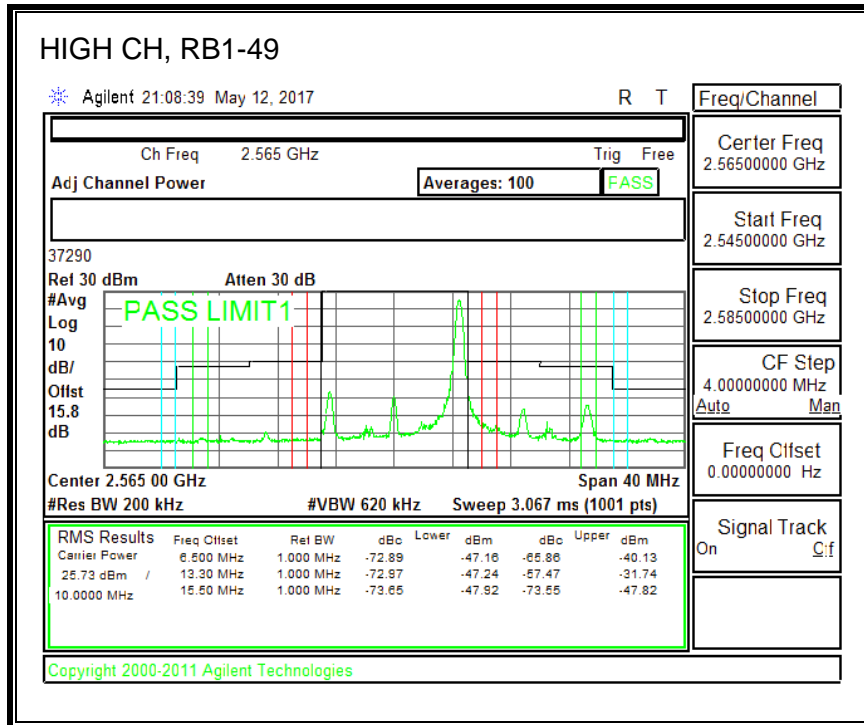 HIGH CH, RB1-49
Agilent 21:08:39 May 12, 2017 R T
Ch Freq 2.565 GHz Trig Free
Adj Channel Power Averages: 100 PASS
37290
Ref 30 dBm Atten 30 dB
#Avg
Log
10
dB/
Offst
15.8
dB
PASS LIMIT1
Center 2.565 00 GHz Span 40 MHz
#Res BW 200 kHz #VBW 620 kHz Sweep 3.067 ms (1001 pts)
RMS Results Freq Offset Ref BW dBc Lower dBm dBc Upper dBm
Carrier Power 6.500 MHz 1.000 MHz -72.89 -47.16 -65.86 -40.13
25.73 dBm / 13.30 MHz 1.000 MHz -72.97 -47.24 -57.47 -31.74
10.0000 MHz 15.50 MHz 1.000 MHz -73.65 -47.92 -73.55 -47.82
Copyright 2000-2011 Agilent Technologies
Freq/Channel
Center Freq
2.56500000 GHz
Start Freq
2.54500000 GHz
Stop Freq
2.58500000 GHz
CF Step
4.00000000 MHz
Auto Man
Freq Offset
0.00000000 Hz
Signal Track
On Off